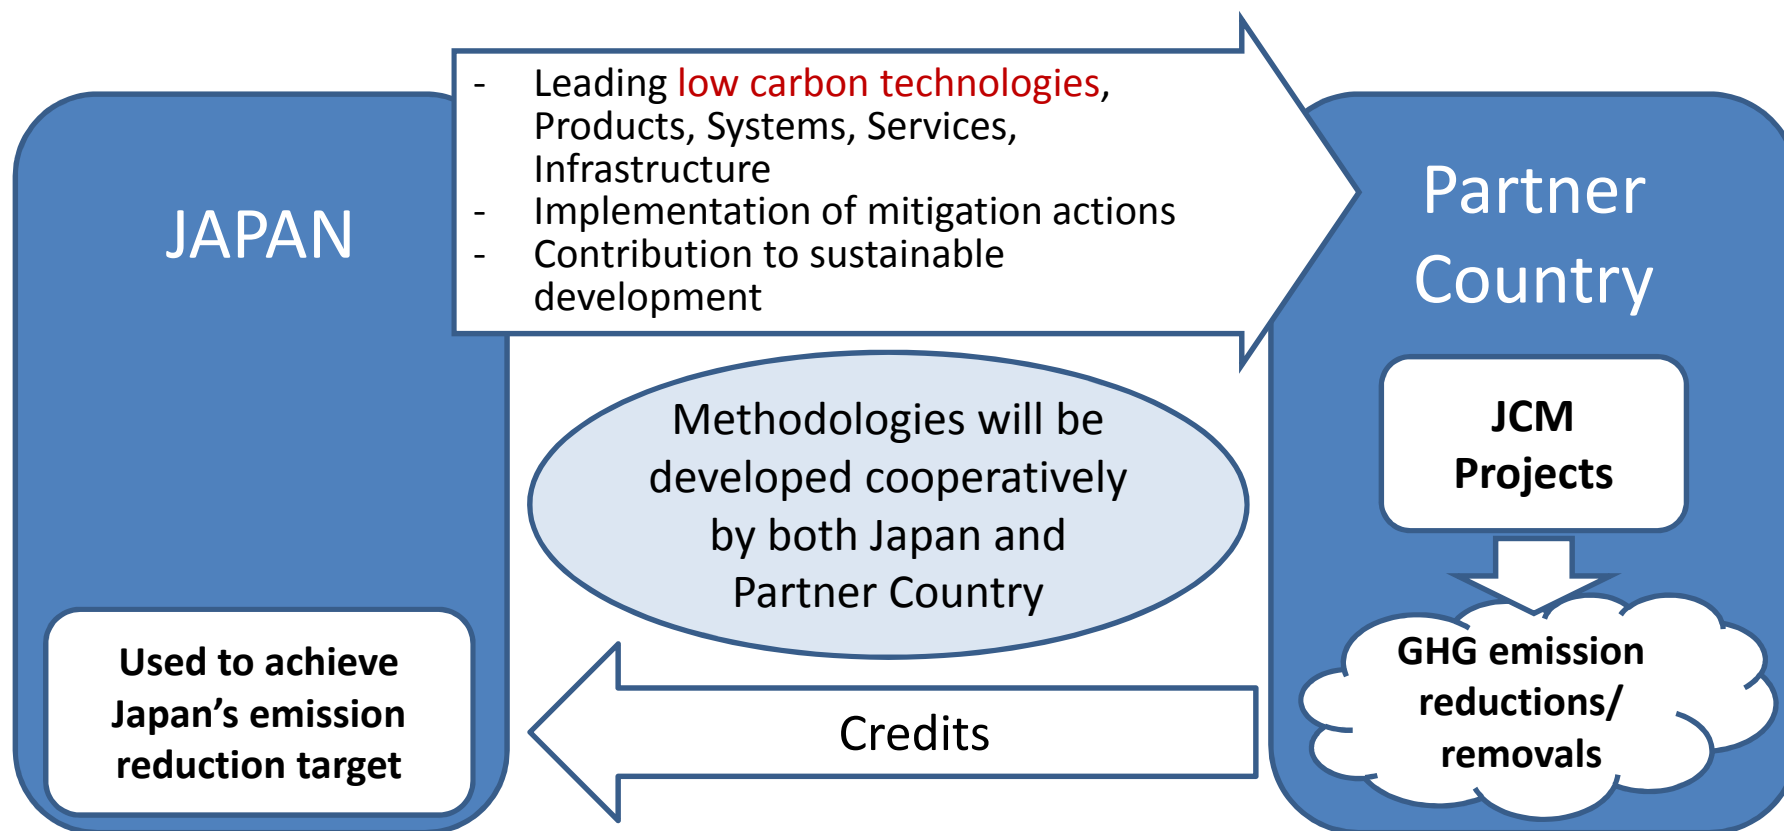 JAPAN
- Leading low carbon technologies,
Products, Systems, Services,
Infrastructure
- Implementation of mitigation actions
- Contribution to sustainable
development
Partner
Country
JCM
Projects
Methodologies will be
developed cooperatively
by both Japan and
Partner Country
GHG emission
reductions/
removals
Credits
Used to achieve
Japan’s emission
reduction target